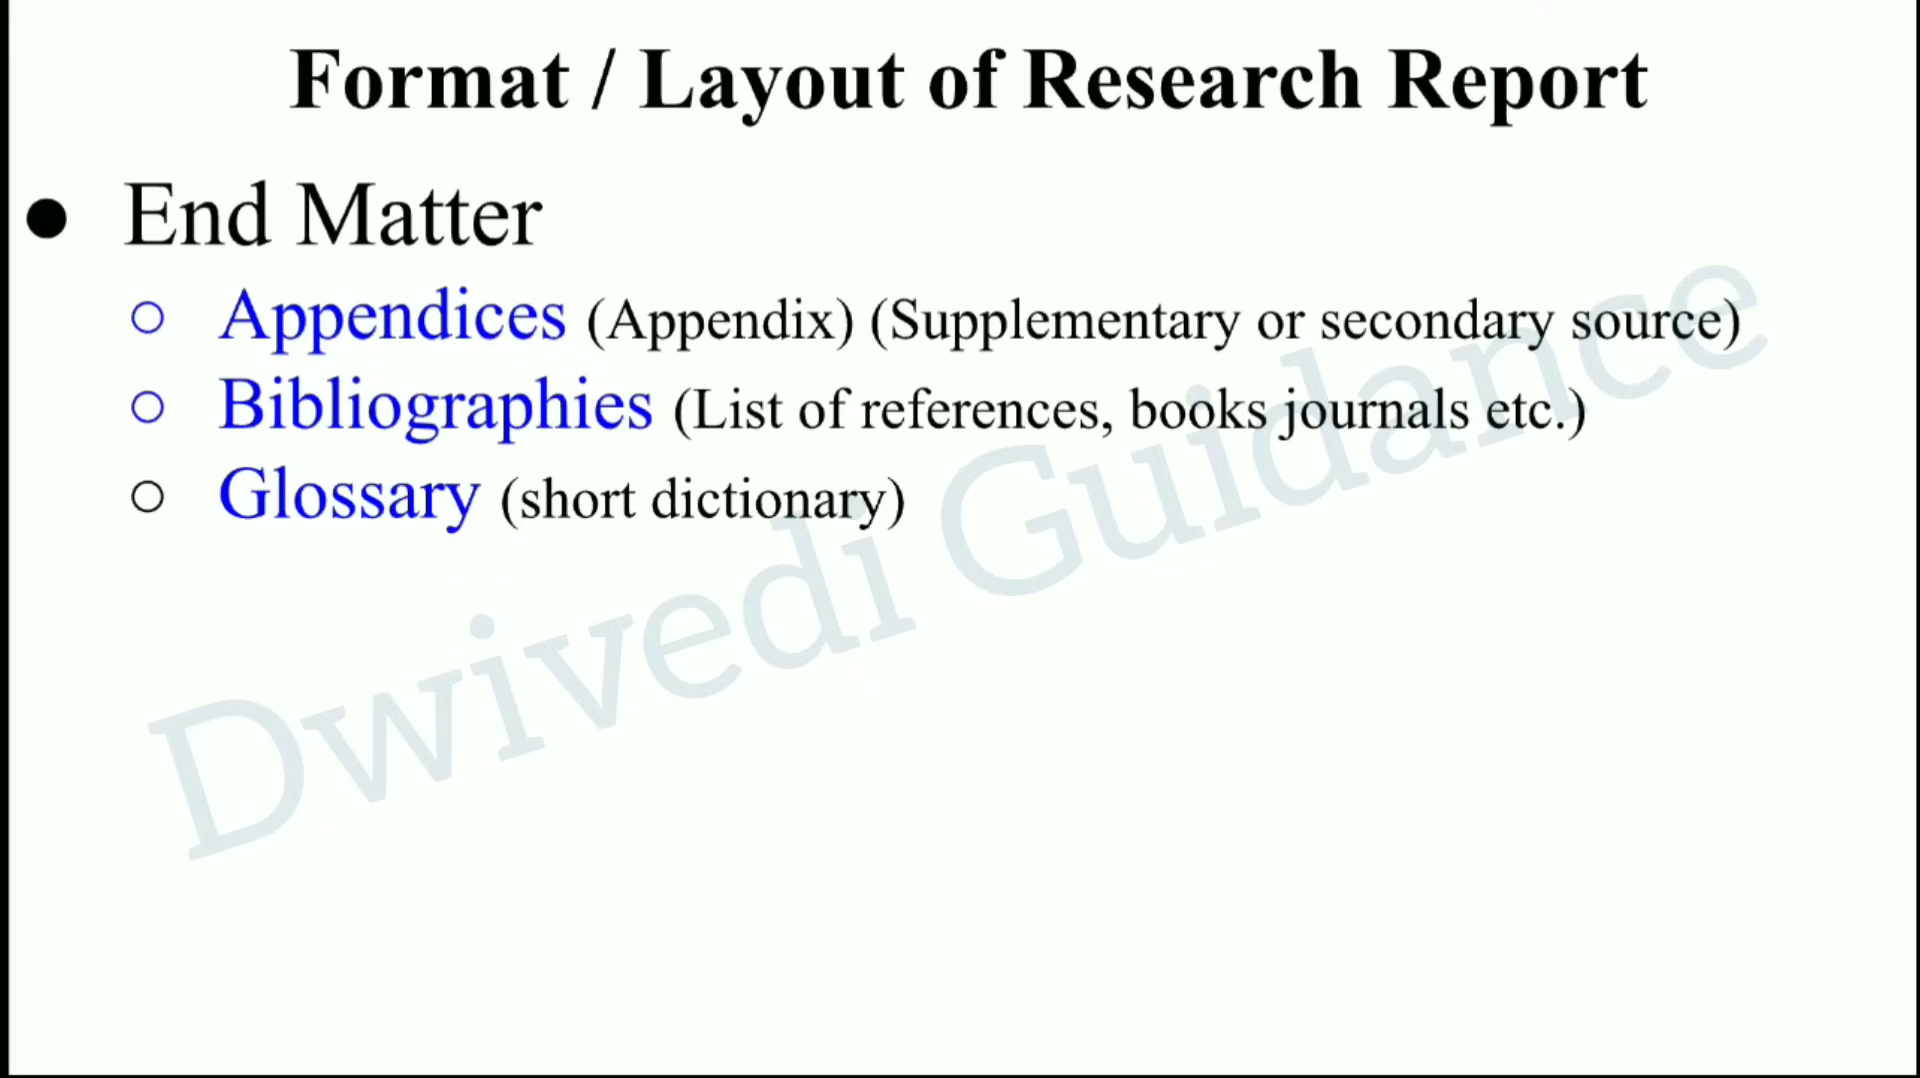 Format / Layout of Research Report
● End Matter
○ Appendices (Appendix) (Supplementary or secondary source)
○ Bibliographies (List of references, books journals etc.)
○ Glossary (short dictionary)
Dwivedi Guidance